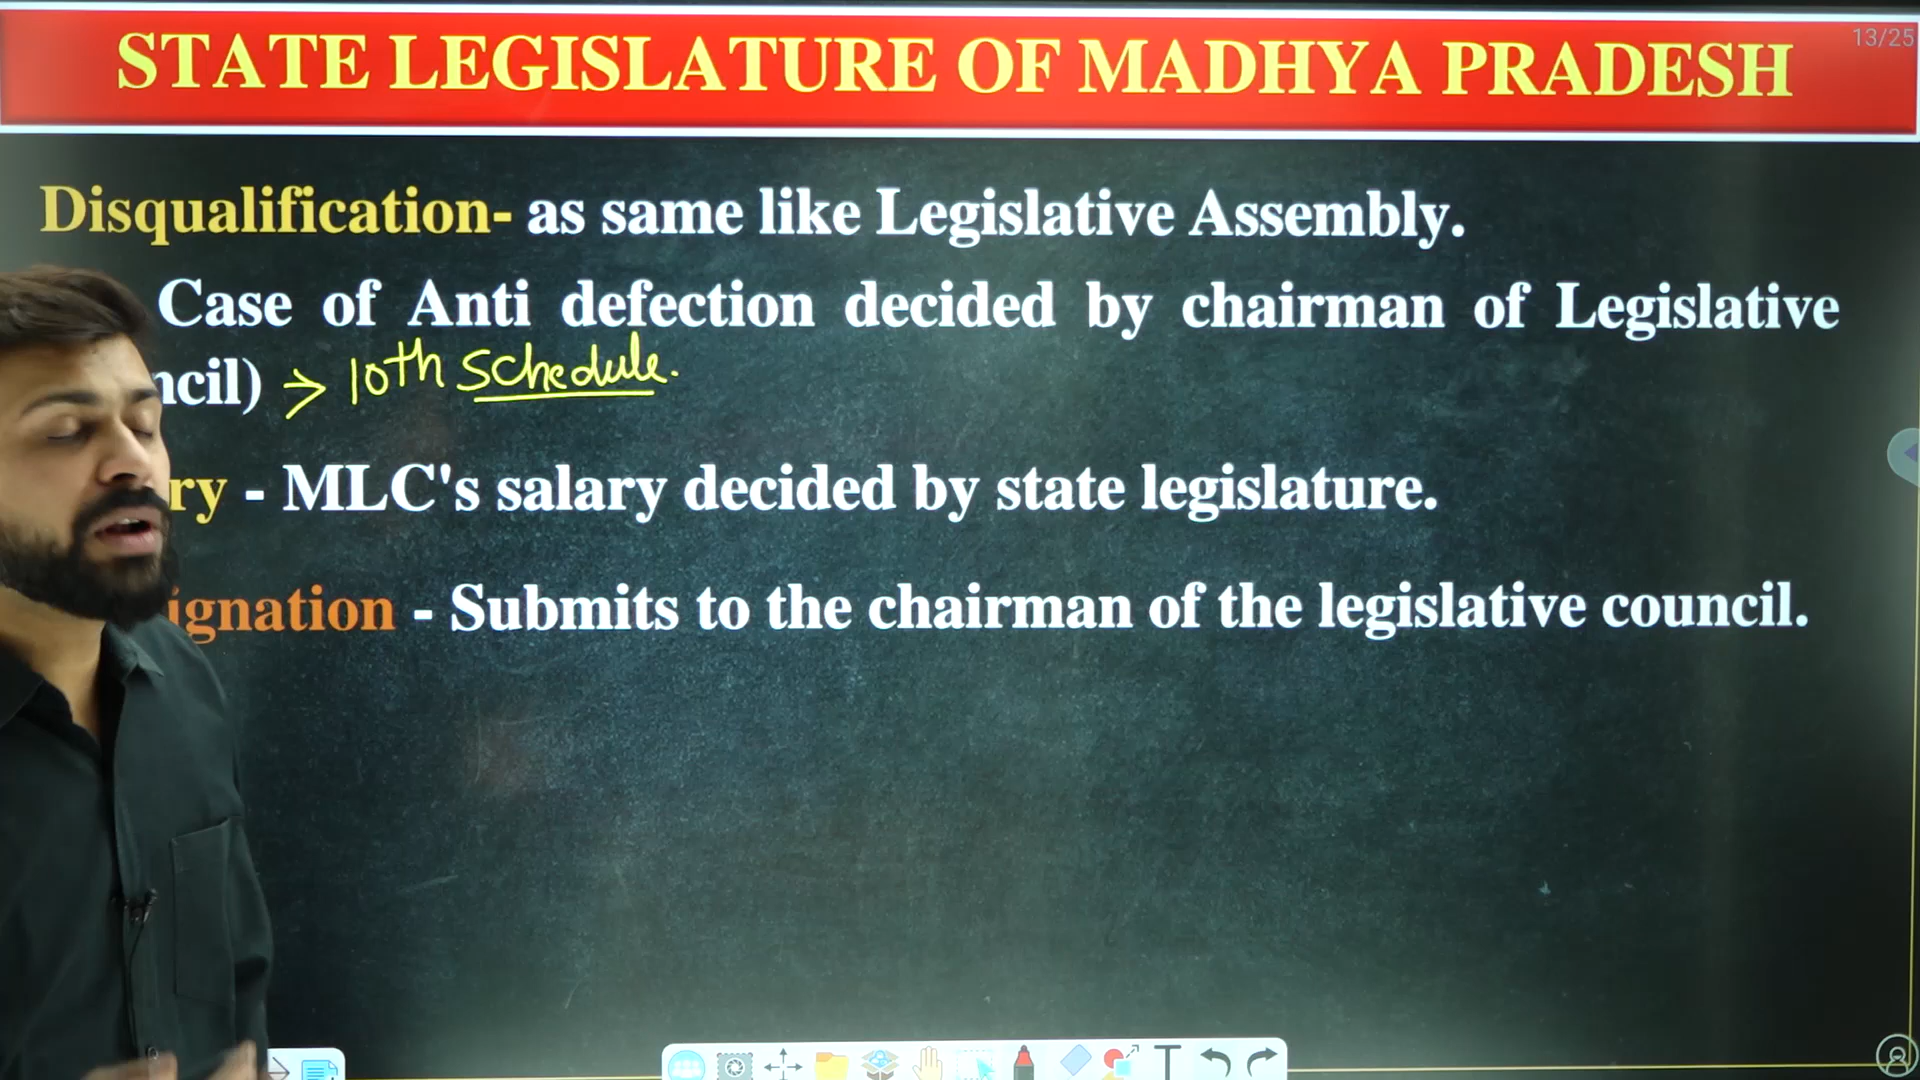 STATE LEGISLATURE OF MADHYA PRADESH
13/25
Disqualification- as same like Legislative Assembly.
Case of Anti defection decided by chairman of Legislative
ncil) > 10th Schedule.
ry - MLC's salary decided by state legislature.
ignation - Submits to the chairman of the legislative council.